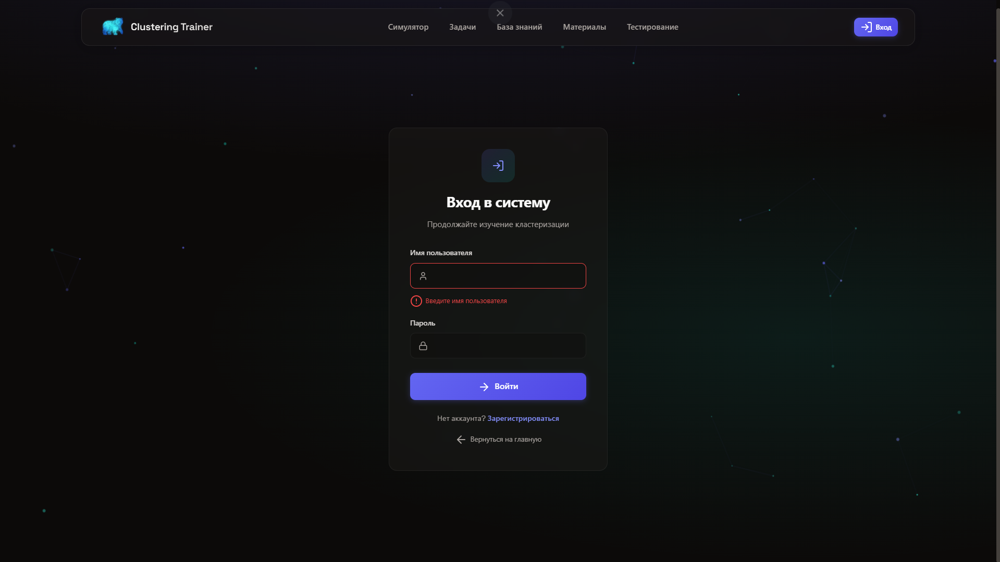 Clustering Trainer
Симулятор
Задачи
База знаний
Материалы
Тестирование
Вход
Вход в систему
Продолжайте изучение кластеризации
Имя пользователя
Введите имя пользователя
Пароль
Войти
Нет аккаунта? Зарегистрироваться
Вернуться на главную